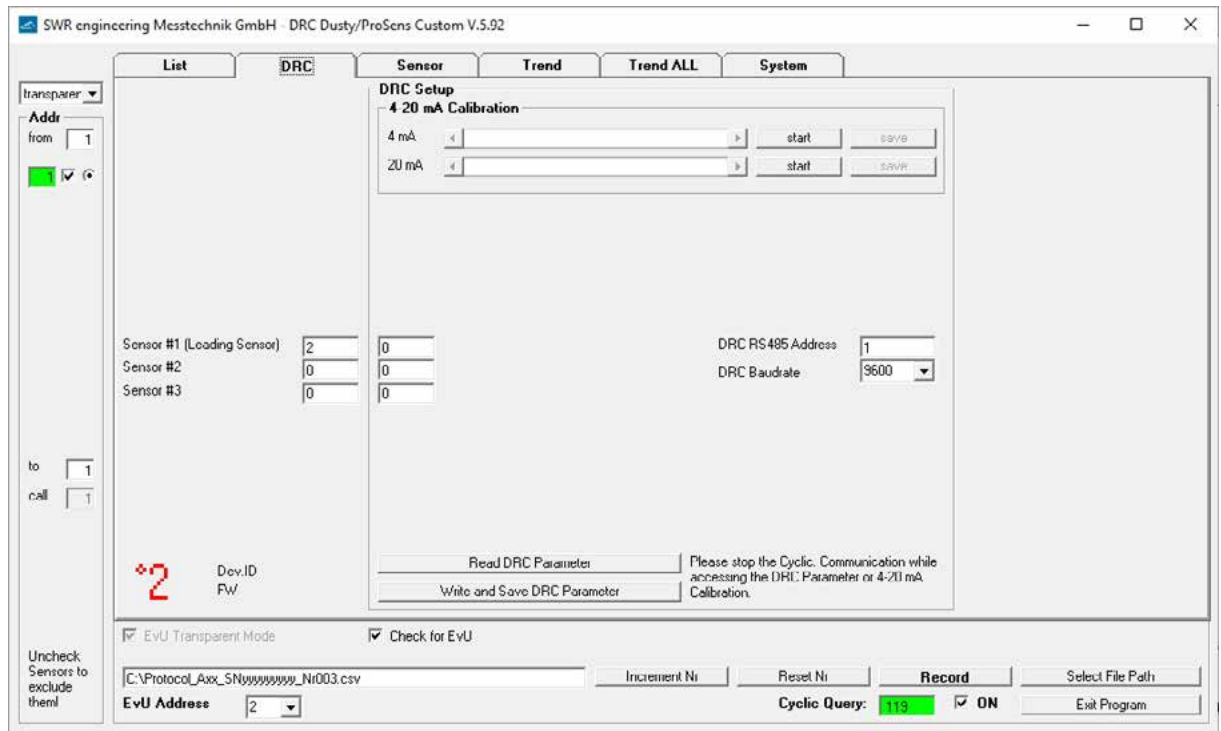 SWR engineering Messtechnik GmbH - DRC Dusty/ProSens Custom V.5.92
List DRC Sensor Trend Trend ALL System
transparer
Addr
from 1
1
to 1
call 1
Uncheck
Sensors to
exclude
them!
DRC Setup
4-20 mA Calibration
4 mA start save
20 mA start save
Sensor #1 (Leading Sensor) 2 0
Sensor #2 0 0
Sensor #3 0 0
DRC RS485 Address 1
DRC Baudrate 9600
°2
Dev.ID
FW
Read DRC Parameter
Write and Save DRC Parameter
Please stop the Cyclic. Communication while
accessing the DRC Parameter or 4-20 mA
Calibration.
EvU Transparent Mode Check for EvU
C:\Protocol_Axx_SNyyyyyyyyy_Nr003.csv Increment Nr Reset Nr Record Select File Path
EvU Address 2 Cyclic Query: 119 ON Exit Program